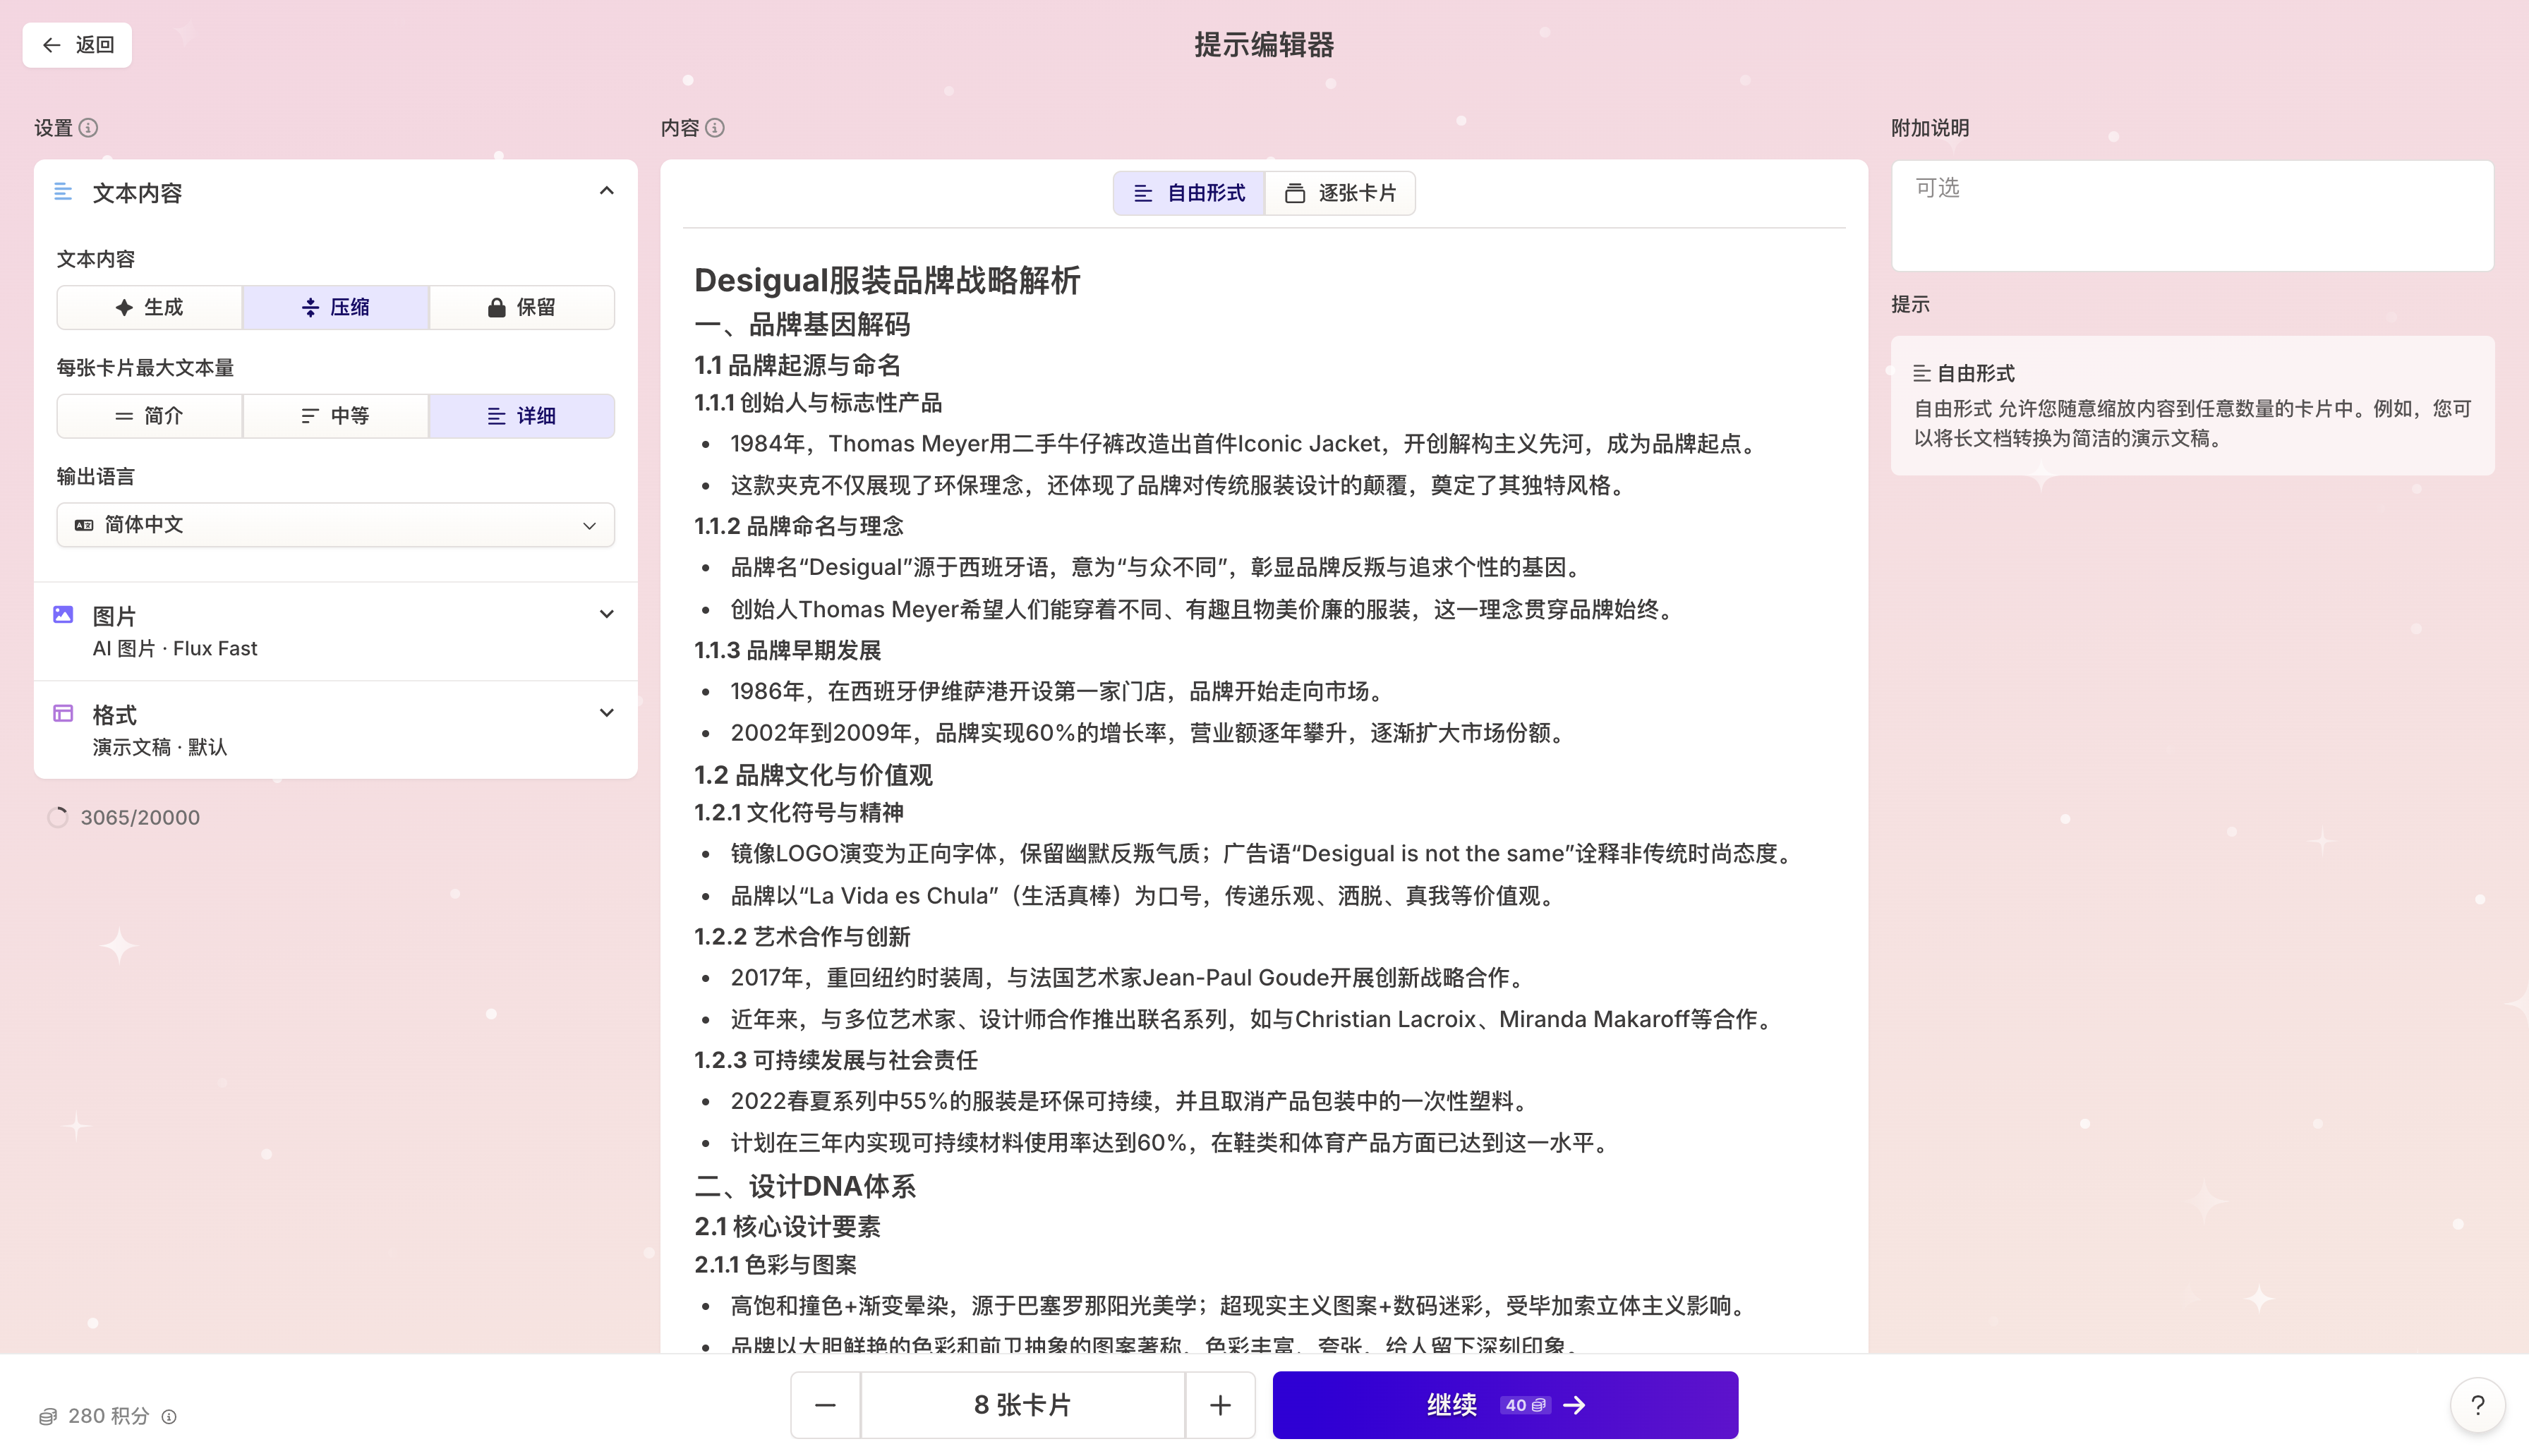 返回
提示编辑器
设置
文本内容
文本内容
生成
压缩
保留
每张卡片最大文本量
简介
中等
详细
输出语言
简体中文
图片
AI 图片 · Flux Fast
格式
演示文稿 · 默认
3065/20000
内容
自由形式
逐张卡片
Desigual服装品牌战略解析
一、品牌基因解码
1.1 品牌起源与命名
1.1.1 创始人与标志性产品
• 1984年，Thomas Meyer用二手牛仔裤改造出首件Iconic Jacket，开创解构主义先河，成为品牌起点。
• 这款夹克不仅展现了环保理念，还体现了品牌对传统服装设计的颠覆，奠定了其独特风格。
1.1.2 品牌命名与理念
• 品牌名“Desigual”源于西班牙语，意为“与众不同”，彰显品牌反叛与追求个性的基因。
• 创始人Thomas Meyer希望人们能穿着不同、有趣且物美价廉的服装，这一理念贯穿品牌始终。
1.1.3 品牌早期发展
• 1986年，在西班牙伊维萨港开设第一家门店，品牌开始走向市场。
• 2002年到2009年，品牌实现60%的增长率，营业额逐年攀升，逐渐扩大市场份额。
1.2 品牌文化与价值观
1.2.1 文化符号与精神
• 镜像LOGO演变为正向字体，保留幽默反叛气质；广告语“Desigual is not the same”诠释非传统时尚态度。
• 品牌以“La Vida es Chula”（生活真棒）为口号，传递乐观、洒脱、真我等价值观。
1.2.2 艺术合作与创新
• 2017年，重回纽约时装周，与法国艺术家Jean-Paul Goude开展创新战略合作。
• 近年来，与多位艺术家、设计师合作推出联名系列，如与Christian Lacroix、Miranda Makaroff等合作。
1.2.3 可持续发展与社会责任
• 2022春夏系列中55%的服装是环保可持续，并且取消产品包装中的一次性塑料。
• 计划在三年内实现可持续材料使用率达到60%，在鞋类和体育产品方面已达到这一水平。
二、设计DNA体系
2.1 核心设计要素
2.1.1 色彩与图案
• 高饱和撞色+渐变晕染，源于巴塞罗那阳光美学；超现实主义图案+数码迷彩，受毕加索立体主义影响。
• 品牌以大胆鲜艳的色彩和前卫抽象的图案著称，色彩丰富、夸张，给人留下深刻印象。
附加说明
可选
提示
自由形式
自由形式 允许您随意缩放内容到任意数量的卡片中。例如，您可
以将长文档转换为简洁的演示文稿。
280 积分
8 张卡片
继续 40
?